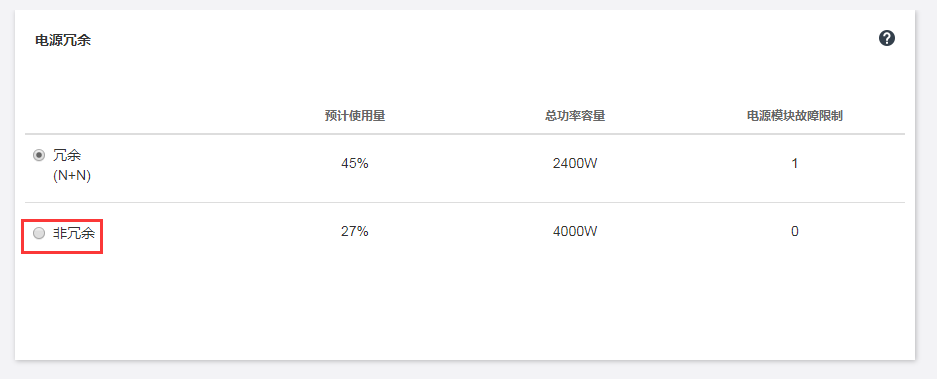 电源冗余
?
预计使用量 总功率容量 电源模块故障限制
冗余
(N+N)
45% 2400W 1
非冗余 27% 4000W 0